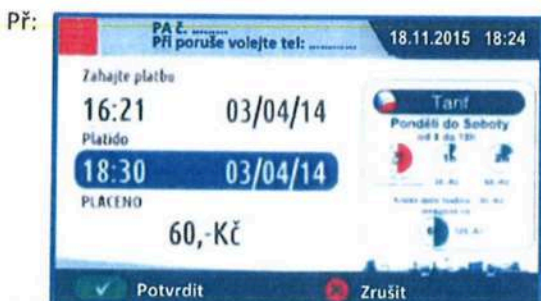 Př:
PA č. .........
Při poruše volejte tel: ............
18.11.2015 18:24
Zahajte platbu
16:21 03/04/14
Platido
18:30 03/04/14
PLACENO
60,-Kč
Tarif
Pondělí do Soboty
Potvrdit
Zrušit